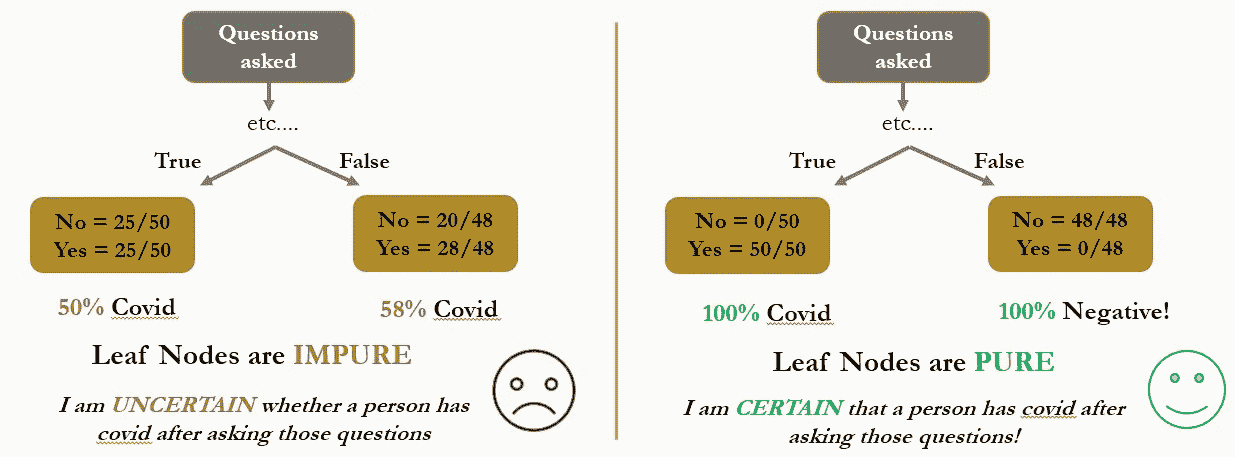 Questions
asked
etc....
True
False
No = 25/50
Yes = 25/50
No = 20/48
Yes = 28/48
50% Covid
58% Covid
Leaf Nodes are IMPURE
I am UNCERTAIN whether a person has
covid after asking those questions
Questions
asked
etc....
True
False
No = 0/50
Yes = 50/50
No = 48/48
Yes = 0/48
100% Covid
100% Negative!
Leaf Nodes are PURE
I am CERTAIN that a person has covid after
asking those questions!